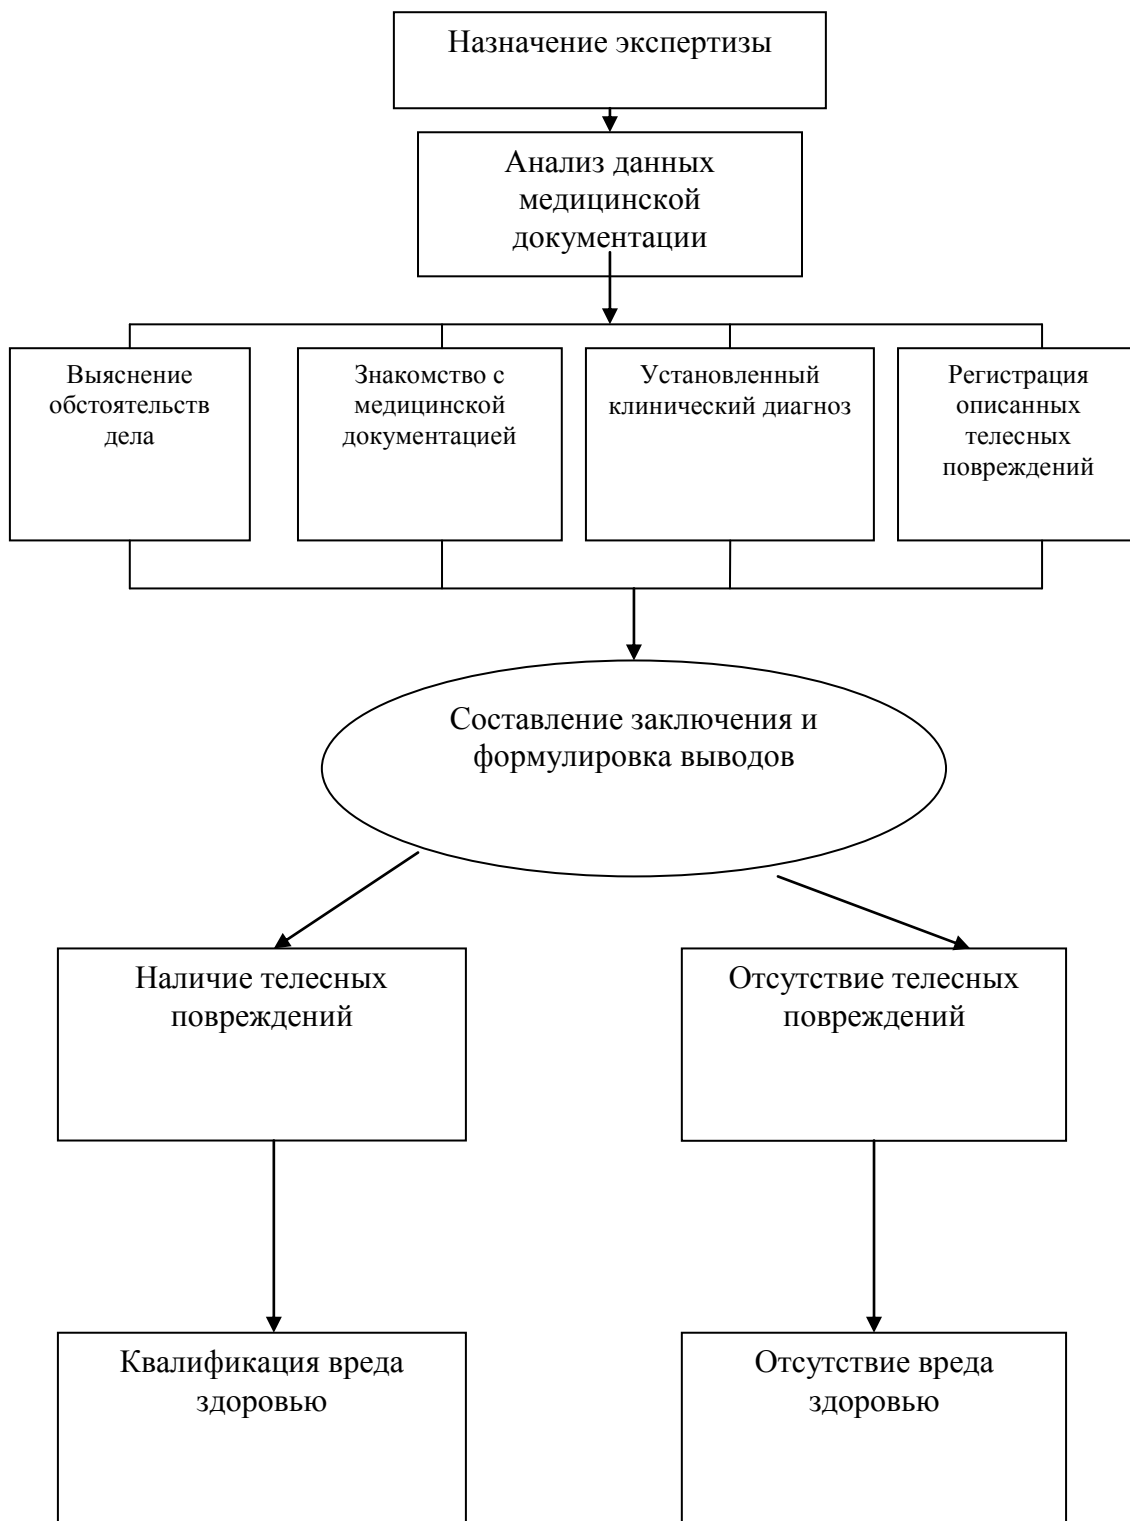 Назначение экспертизы
Анализ данных
медицинской
документации
Выяснение
обстоятельств
дела
Знакомство с
медицинской
документацией
Установленный
клинический диагноз
Регистрация
описанных
телесных
повреждений
Составление заключения и
формулировка выводов
Наличие телесных
повреждений
Отсутствие телесных
повреждений
Квалификация вреда
здоровью
Отсутствие вреда
здоровью